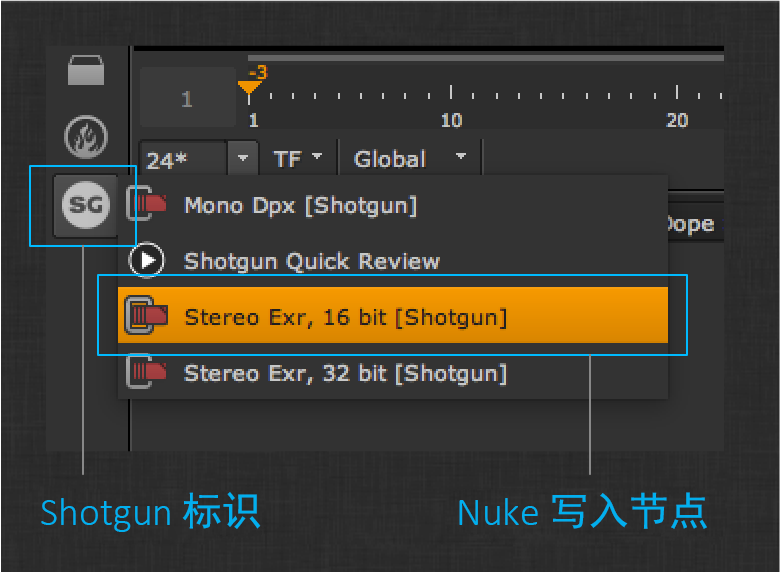 -3
1
1
10
20
24*
TF
Global
SG
Mono Dpx [Shotgun]
Dope
Shotgun Quick Review
Stereo Exr, 16 bit [Shotgun]
Stereo Exr, 32 bit [Shotgun]
Shotgun 标识
Nuke 写入节点